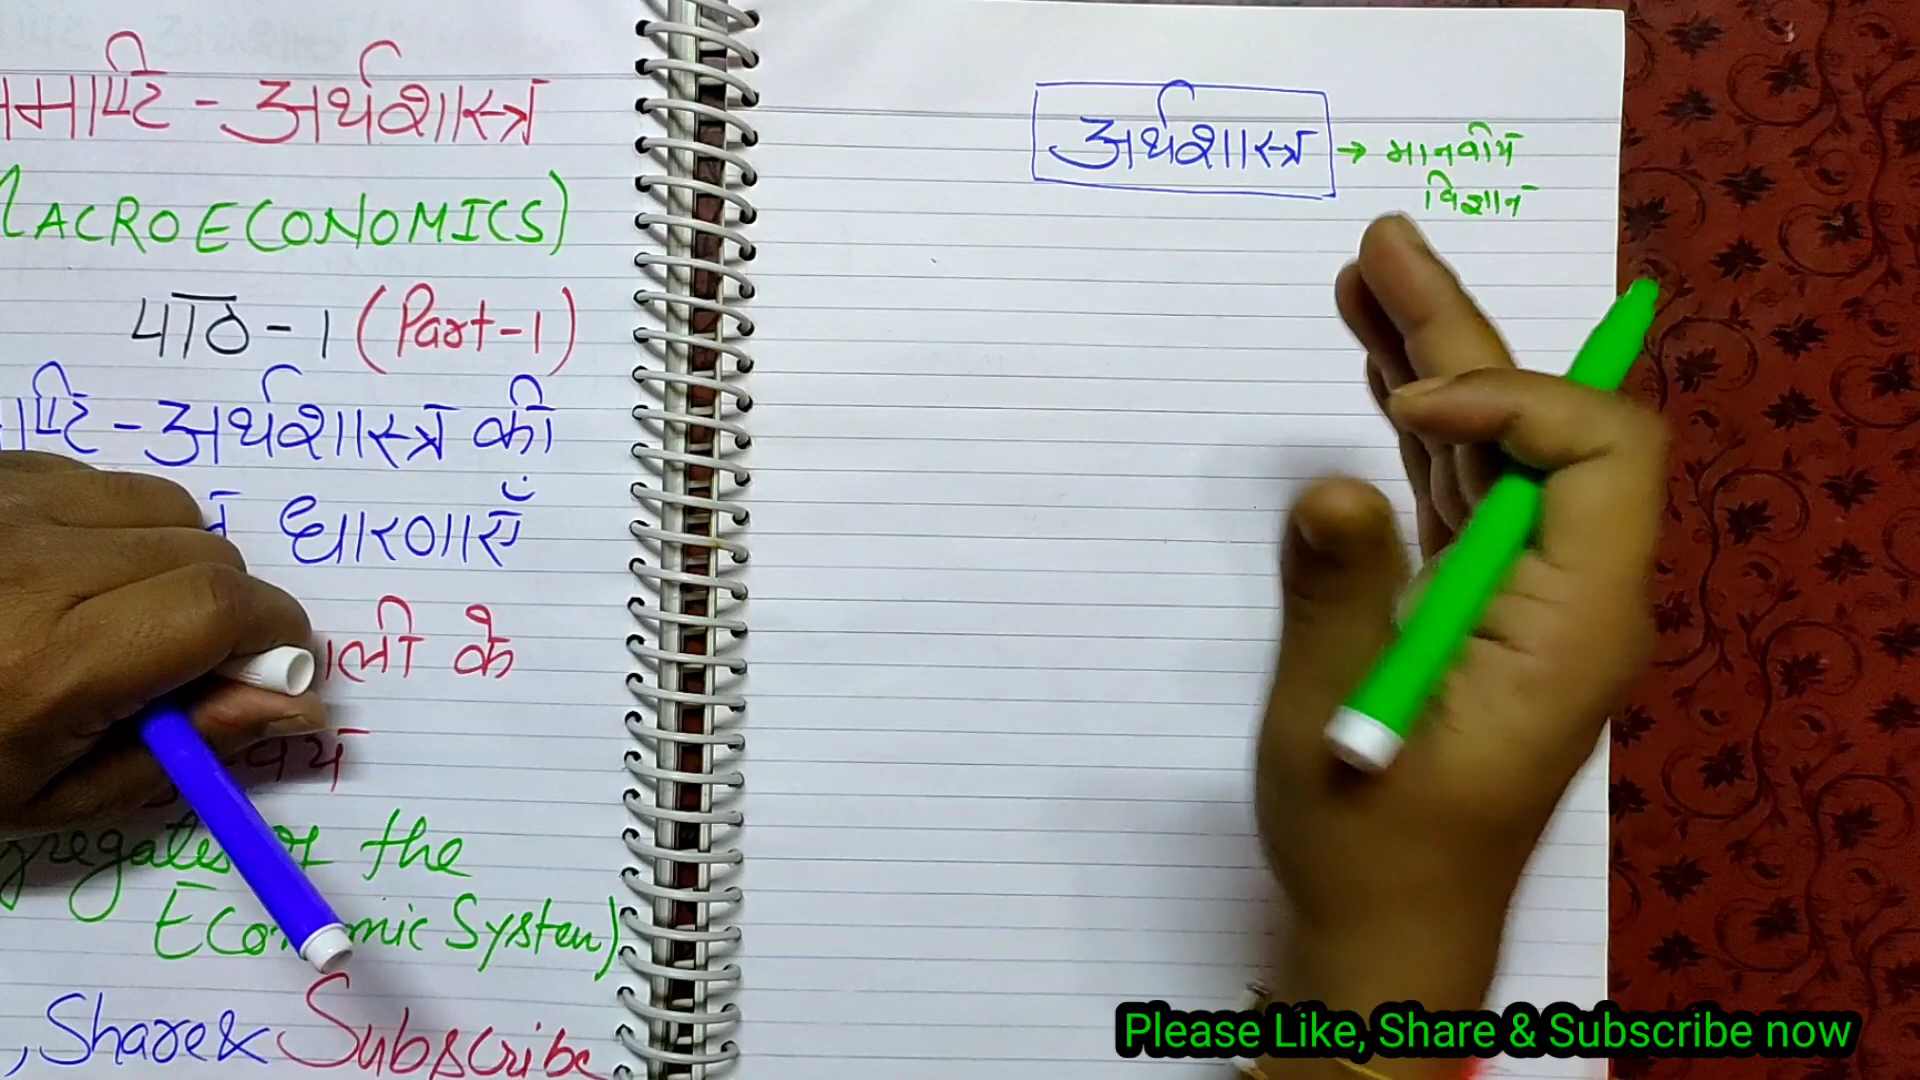 समष्टि - अर्थशास्त्र
MACROECONOMICS)
पाठ - 1 (Part-1)
अर्थशास्त्र की
धारणाएँ
के
the
Economic System)
, Share & Subscribe
अर्थशास्त्र → मानवीय
विज्ञान
Please Like, Share & Subscribe now